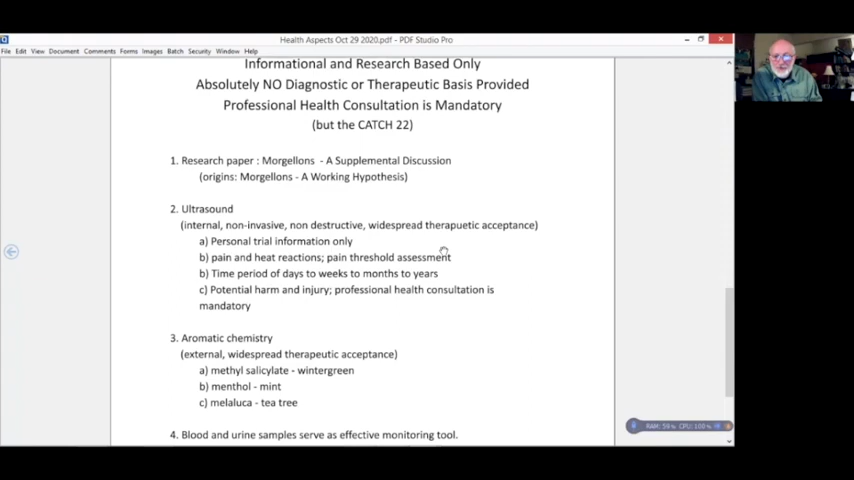 Health Aspects Oct 29 2020.pdf - PDF Studio Pro
File Edit View Document Comments Forms Images Batch Security Window Help
Informational and Research Based Only
Absolutely NO Diagnostic or Therapeutic Basis Provided
Professional Health Consultation is Mandatory
(but the CATCH 22)
1. Research paper : Morgellons - A Supplemental Discussion
(origins: Morgellons - A Working Hypothesis)
2. Ultrasound
(internal, non-invasive, non destructive, widespread therapuetic acceptance)
a) Personal trial information only
b) pain and heat reactions; pain threshold assessment
b) Time period of days to weeks to months to years
c) Potential harm and injury; professional health consultation is
mandatory
3. Aromatic chemistry
(external, widespread therapeutic acceptance)
a) methyl salicylate - wintergreen
b) menthol - mint
c) melaluca - tea tree
4. Blood and urine samples serve as effective monitoring tool.
RAM: 59% CPU: 100%